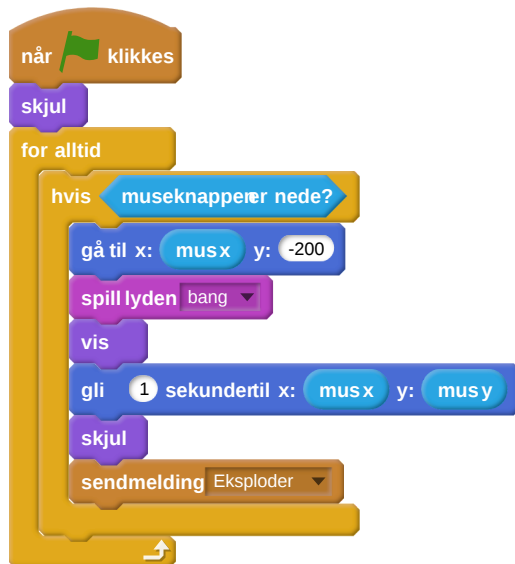 når klikkes
skjul
for alltid
hvis museknappen er nede?
gå til x: mus x y: -200
spill lyden bang
vis
gli 1 sekunder til x: mus x y: mus y
skjul
send melding Eksploder